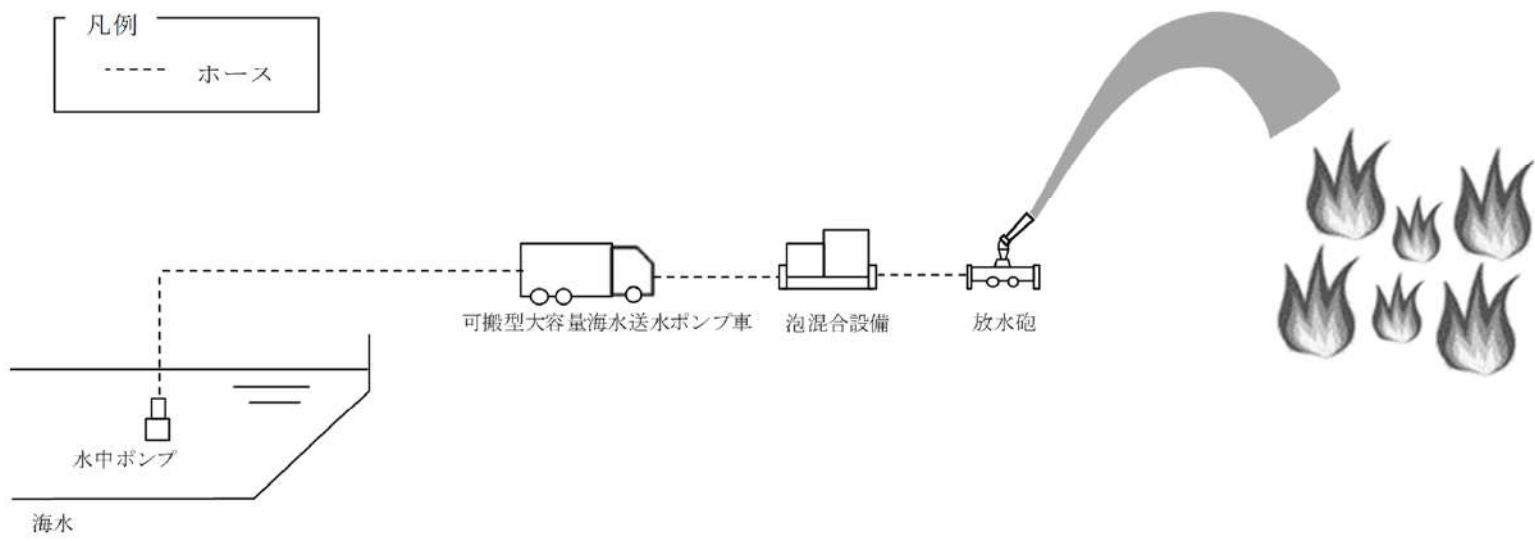 凡例
ホース
可搬型大容量海水送水ポンプ車
泡混合設備
放水砲
水中ポンプ
海水